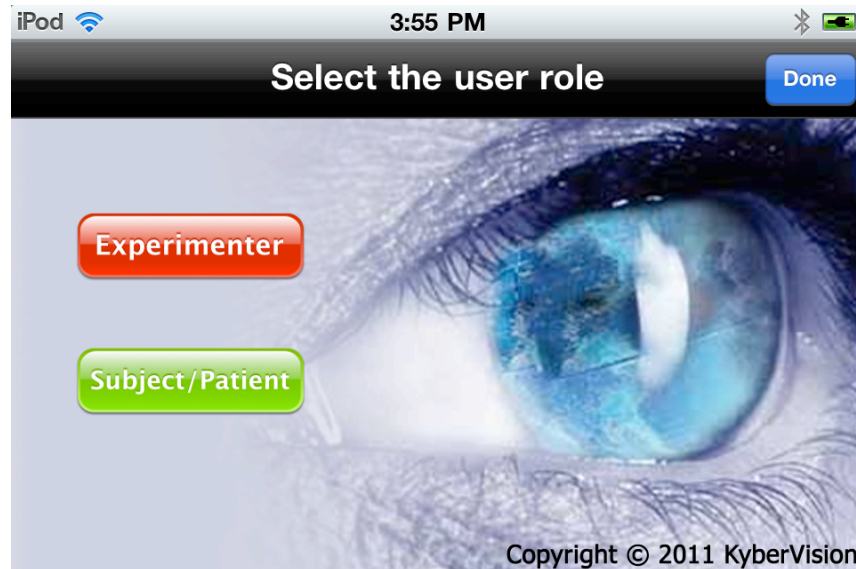 iPod 3:55 PM
Select the user role Done
Experimenter
Subject/Patient
Copyright © 2011 KyberVision